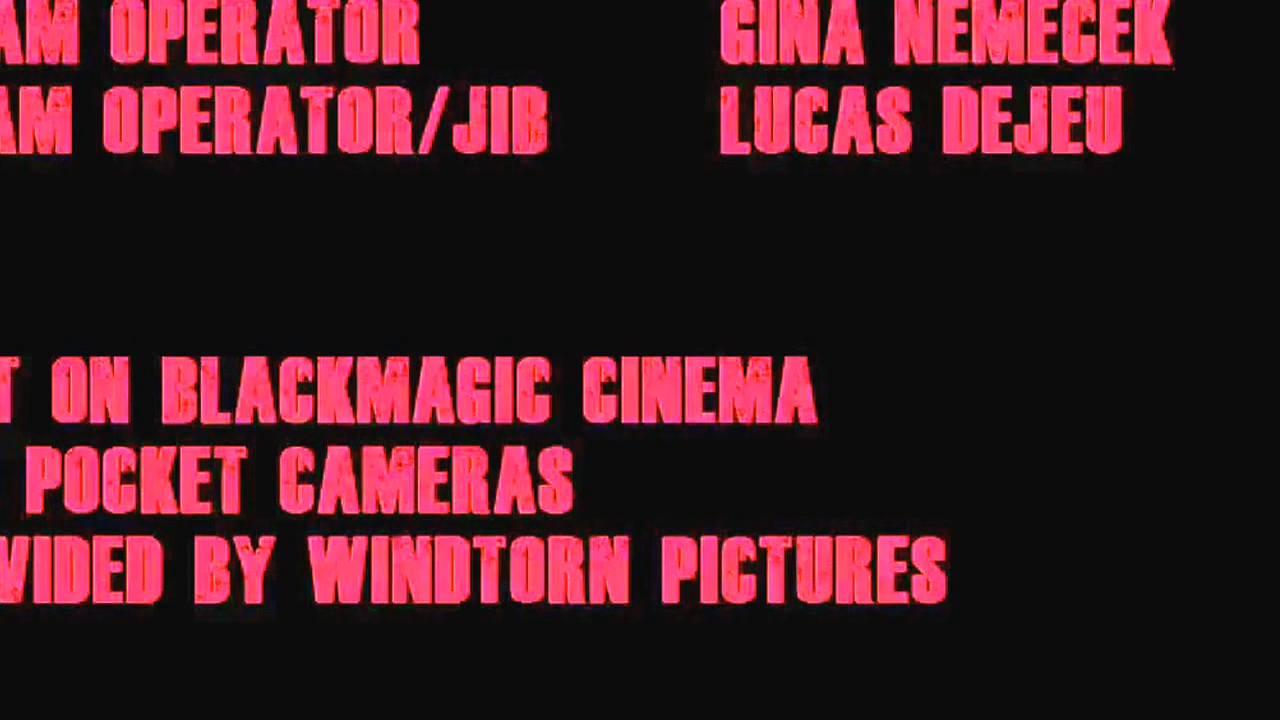 AM OPERATOR GINA NEMECEK
AM OPERATOR/JIB LUCAS DEJEU
T ON BLACKMAGIC CINEMA
POCKET CAMERAS
VIDED BY WINDTORN PICTURES